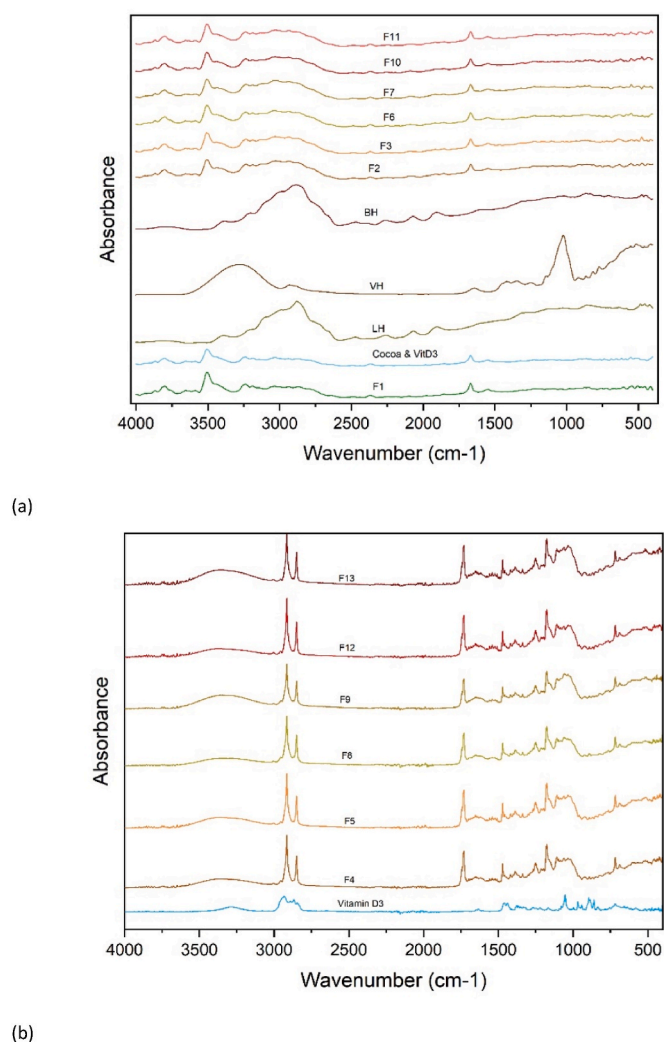 F11
F10
F7
F6
F3
F2
BH
VH
LH
Cocoa & VitD3
F1
Absorbance
4000 3500 3000 2500 2000 1500 1000 500
Wavenumber (cm-1)
(a)
F13
F12
F9
F8
F5
F4
Vitamin D3
Absorbance
4000 3500 3000 2500 2000 1500 1000 500
Wavenumber (cm-1)
(b)